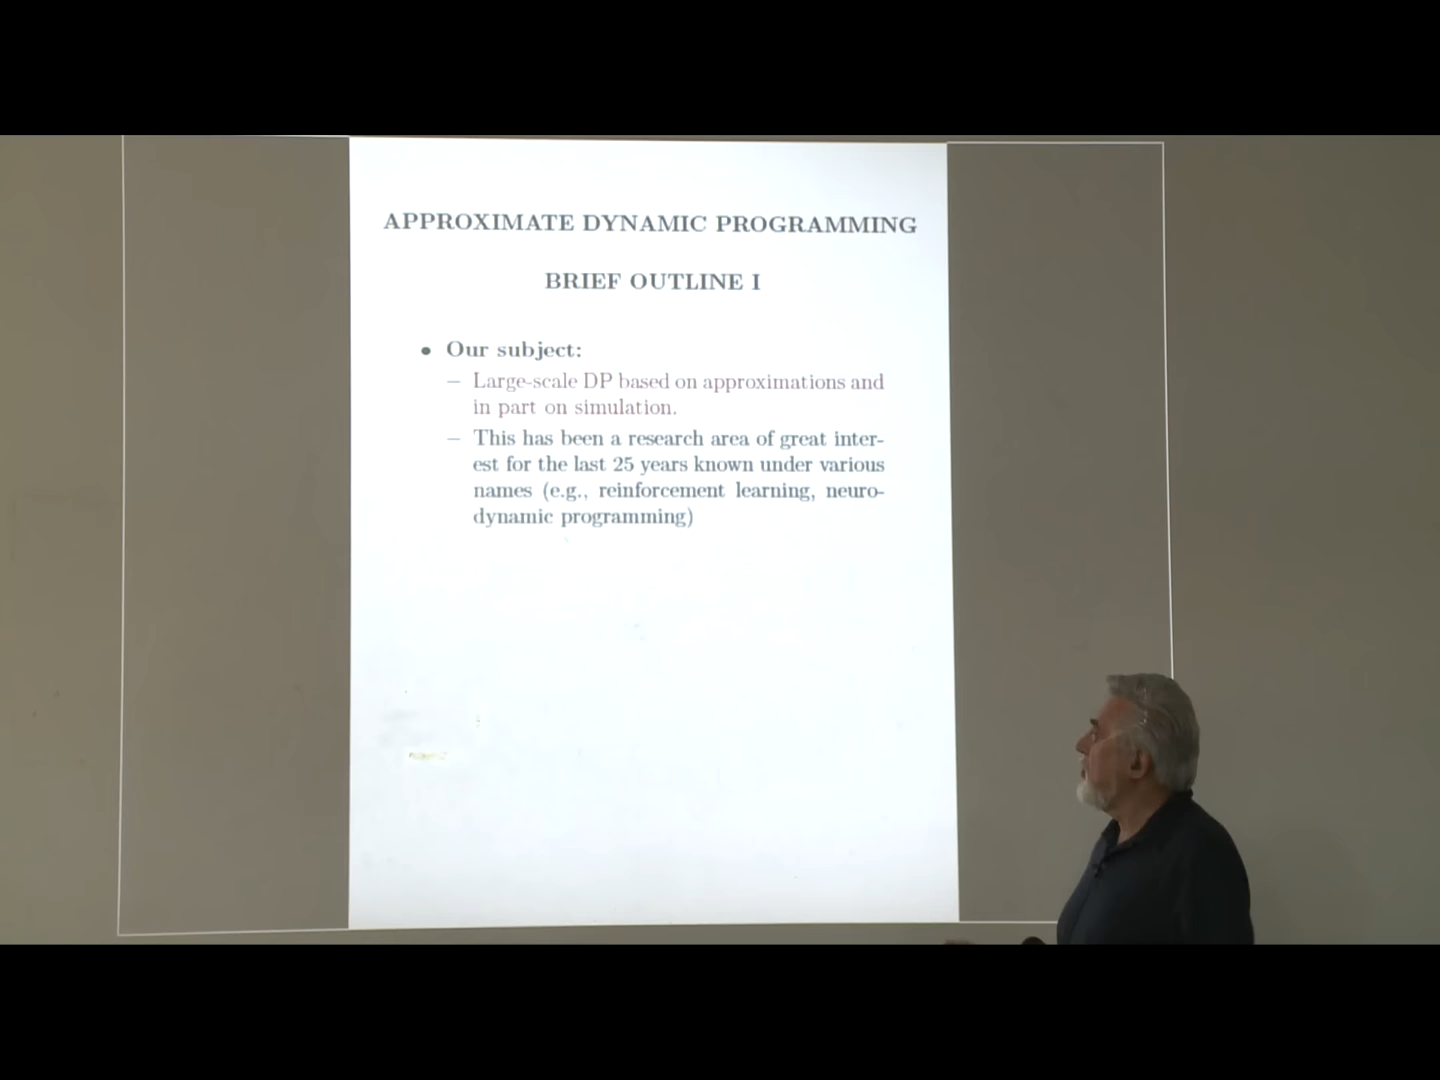 APPROXIMATE DYNAMIC PROGRAMMING
BRIEF OUTLINE I
• Our subject:
– Large-scale DP based on approximations and
in part on simulation.
– This has been a research area of great inter-
est for the last 25 years known under various
names (e.g., reinforcement learning, neuro-
dynamic programming)